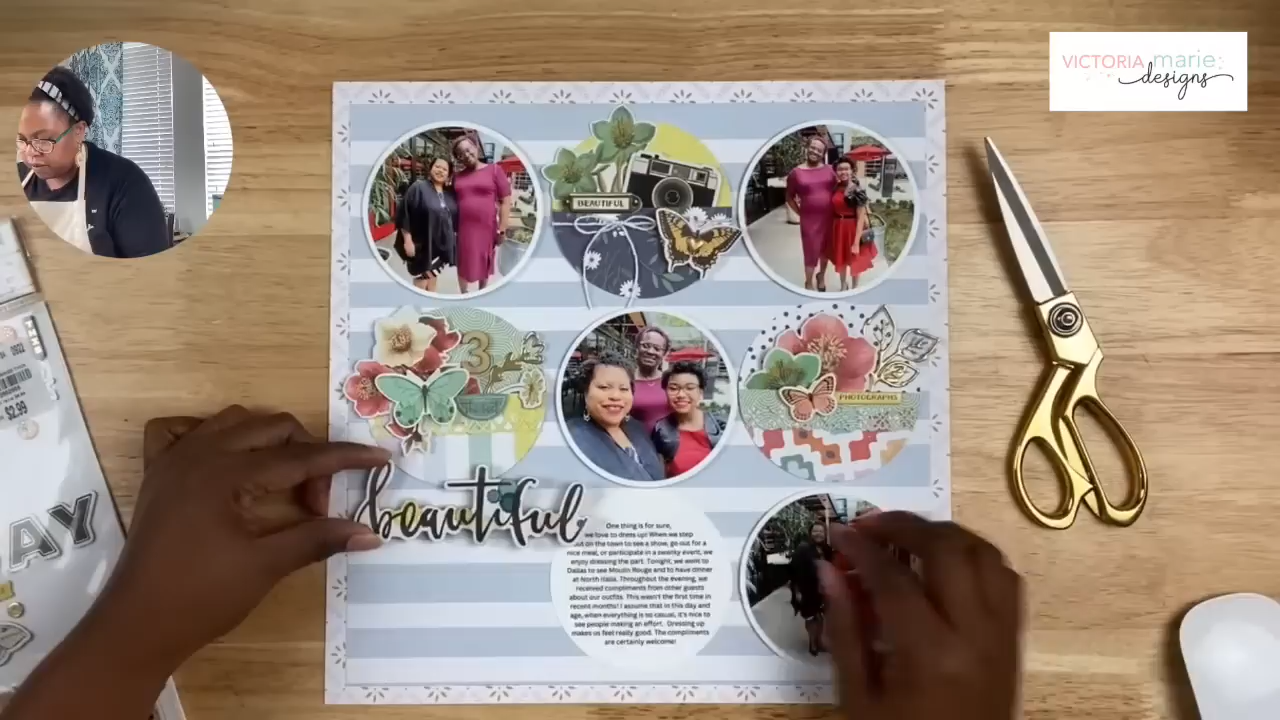 VICTORIA marie:
designs
BEAUTIFUL
3
PHOTOGRAPHS
beautiful
$2.99
AY
One thing is for sure,
we love to dress up! When we step
out on the town to see a show, go out for a
nice meal, or participate in a swanky event, we
enjoy dressing the part. Tonight, we went to
Dallas to see Moulin Rouge and to have dinner
at North Italia. Throughout the evening, we
received compliments from other guests
about our outfits. This wasn't the first time in
recent months! I assume that in this day and
age, when everything is so casual, it's nice to
see people making an effort. Dressing up
makes us feel really good. The compliments
are certainly welcome!